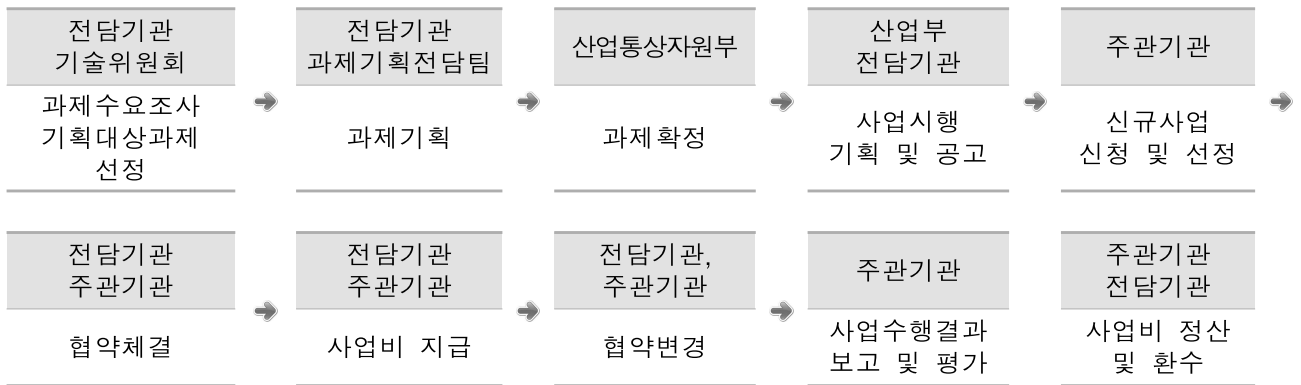 전담기관
기술위원회
과제수요조사
기획대상과제
선정
전담기관
과제기획전담팀
과제기획
산업통상자원부
과제확정
산업부
전담기관
사업시행
기획 및 공고
주관기관
신규사업
신청 및 선정
전담기관
주관기관
협약체결
전담기관
주관기관
사업비 지급
전담기관,
주관기관
협약변경
주관기관
사업수행결과
보고 및 평가
주관기관
전담기관
사업비 정산
및 환수